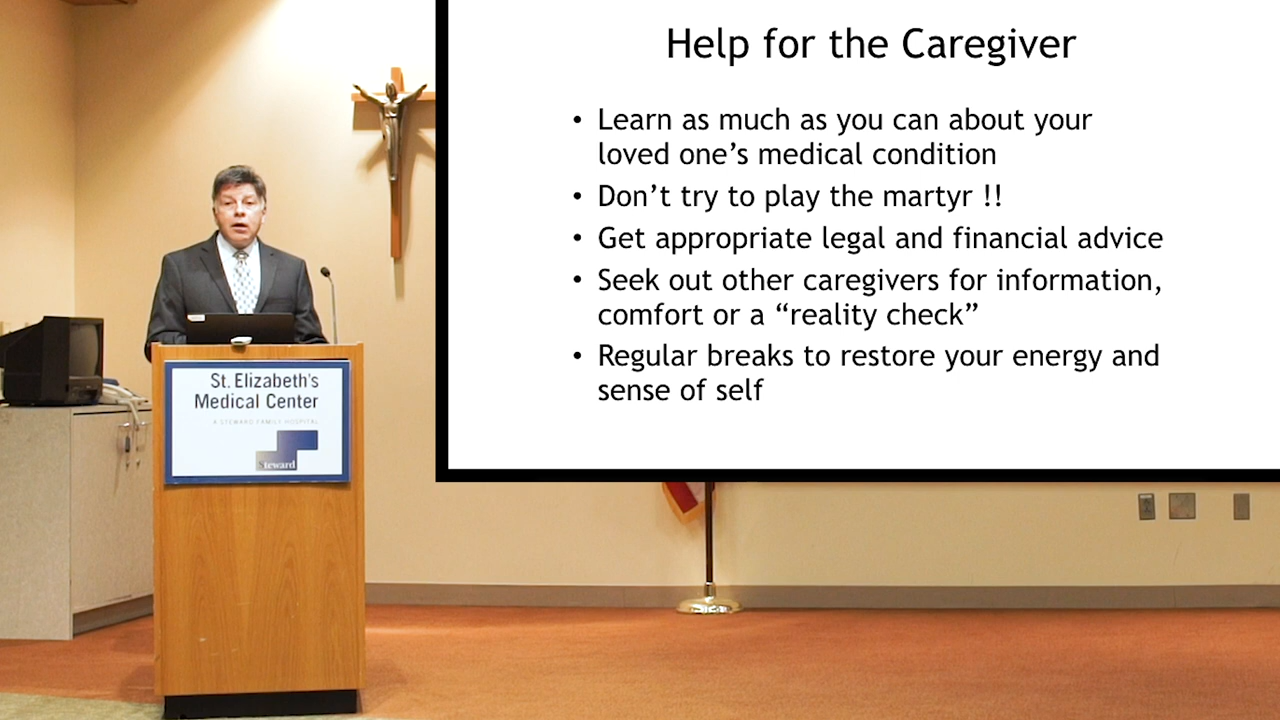 Help for the Caregiver
• Learn as much as you can about your
loved one’s medical condition
• Don’t try to play the martyr !!
• Get appropriate legal and financial advice
• Seek out other caregivers for information,
comfort or a “reality check”
• Regular breaks to restore your energy and
sense of self
St. Elizabeth's
Medical Center
A STEWARD FAMILY HOSPITAL
Steward